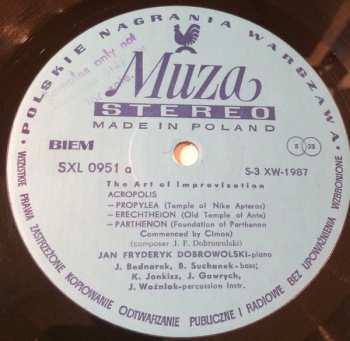 · POLSKIE NAGRANIA WARSZAWA ·
only not
Muza
STEREO
MADE IN POLAND
BIEM
SXL 0951 a
S-3 XW-1987
The Art of Improvisation
ACROPOLIS
- PROPYLEA (Temple of Nike Apteros)
- ERECHTHEION (Old Temple of Ante)
- PARTHENON (Foundation of Parthenon
Commenced by Cimon)
(composer J. F. Dobrowolski)
JAN FRYDERYK DOBROWOLSKI-piano
J. Bednarek, B. Suchanek-bass;
K. Jonkisz, J. Gawrych,
J. Woźniak-percussion instr.
WSZYSTKIE PRAWA ZASTRZEŻONE KOPIOWANIE ODTWARZANIE PUBLICZNE I RADIOWE BEZ UPOWAŻNIENIA WZBRONIONE